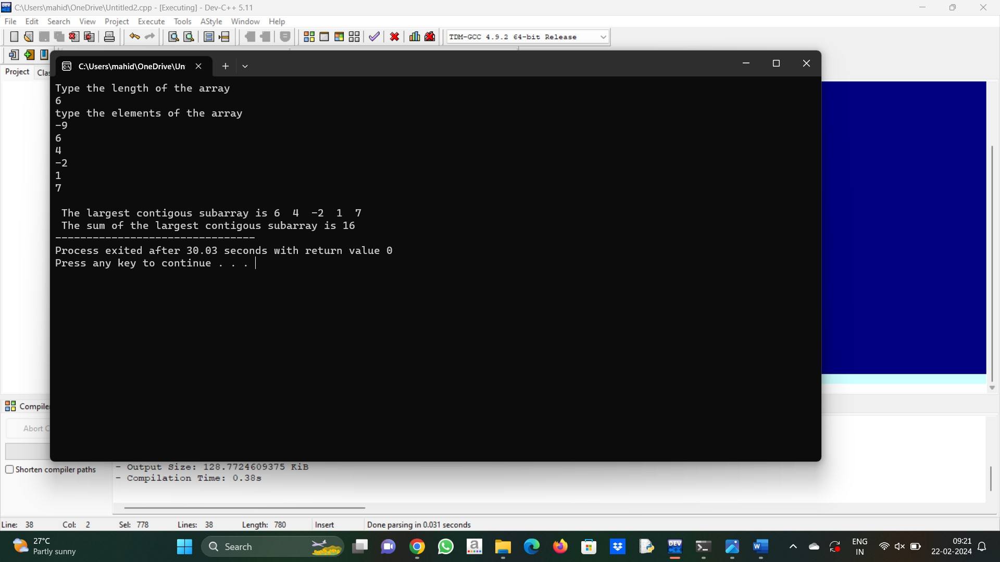 C:\Users\mahid\OneDrive\Untitled2.cpp - [Executing] - Dev-C++ 5.11
File Edit Search View Project Execute Tools AStyle Window Help
TDM-GCC 4.9.2 64-bit Release
Project
C:\Users\mahid\OneDrive\Un
Type the length of the array
6
type the elements of the array
-9
6
4
-2
1
7
The largest contigous subarray is 6 4 -2 1 7
The sum of the largest contigous subarray is 16
--------------------------------
Process exited after 30.03 seconds with return value 0
Press any key to continue . . .
Compiler
Abort C
Shorten compiler paths
- Output Size: 128.7724609375 KiB
- Compilation Time: 0.38s
Line: 38 Col: 2 Sel: 778 Lines: 38 Length: 780 Insert Done parsing in 0.031 seconds
27°C
Partly sunny
Search
ENG
IN
09:21
22-02-2024